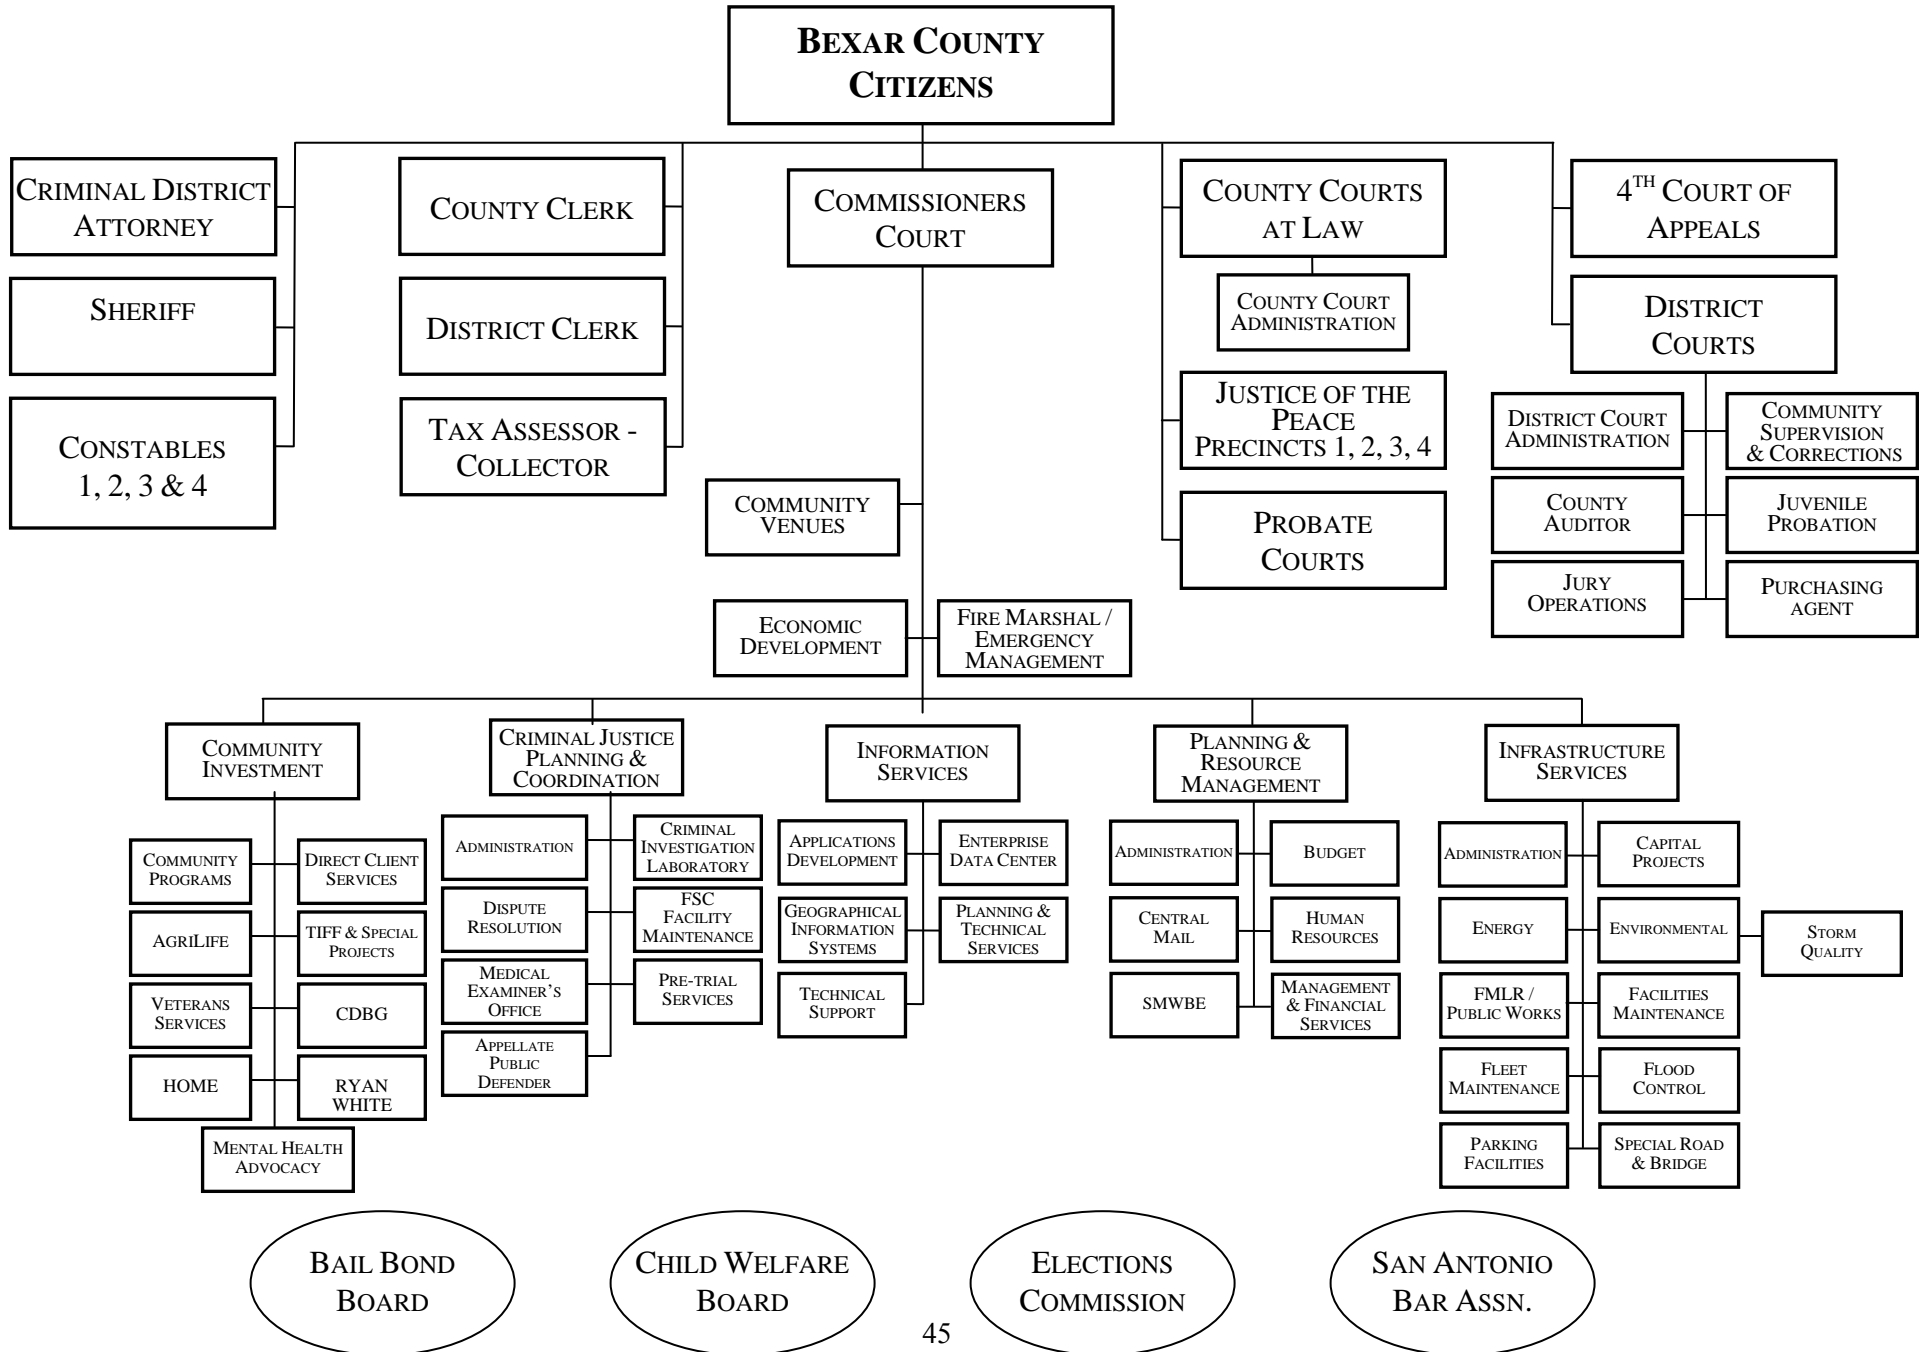 BEXAR COUNTY
CITIZENS
CRIMINAL DISTRICT
ATTORNEY
COUNTY CLERK
COMMISSIONERS
COURT
COUNTY COURTS
AT LAW
4TH COURT OF
APPEALS
SHERIFF
DISTRICT CLERK
COUNTY COURT
ADMINISTRATION
DISTRICT
COURTS
CONSTABLES
1, 2, 3 & 4
TAX ASSESSOR -
COLLECTOR
JUSTICE OF THE
PEACE
PRECINCTS 1, 2, 3, 4
DISTRICT COURT
ADMINISTRATION
COMMUNITY
SUPERVISION
& CORRECTIONS
COMMUNITY
VENUES
PROBATE
COURTS
COUNTY
AUDITOR
JUVENILE
PROBATION
JURY
OPERATIONS
PURCHASING
AGENT
ECONOMIC
DEVELOPMENT
FIRE MARSHAL /
EMERGENCY
MANAGEMENT
COMMUNITY
INVESTMENT
CRIMINAL JUSTICE
PLANNING &
COORDINATION
INFORMATION
SERVICES
PLANNING &
RESOURCE
MANAGEMENT
INFRASTRUCTURE
SERVICES
COMMUNITY
PROGRAMS
DIRECT CLIENT
SERVICES
AGRILIFE
TIFF & SPECIAL
PROJECTS
VETERANS
SERVICES
CDBG
HOME
RYAN
WHITE
MENTAL HEALTH
ADVOCACY
ADMINISTRATION
CRIMINAL
INVESTIGATION
LABORATORY
DISPUTE
RESOLUTION
FSC
FACILITY
MAINTENANCE
MEDICAL
EXAMINER'S
OFFICE
PRE-TRIAL
SERVICES
APPELLATE
PUBLIC
DEFENDER
APPLICATIONS
DEVELOPMENT
ENTERPRISE
DATA CENTER
GEOGRAPHICAL
INFORMATION
SYSTEMS
PLANNING &
TECHNICAL
SERVICES
TECHNICAL
SUPPORT
ADMINISTRATION
BUDGET
CENTRAL
MAIL
HUMAN
RESOURCES
SMWBE
MANAGEMENT
& FINANCIAL
SERVICES
ADMINISTRATION
CAPITAL
PROJECTS
ENERGY
ENVIRONMENTAL
STORM
QUALITY
FMLR /
PUBLIC WORKS
FACILITIES
MAINTENANCE
FLEET
MAINTENANCE
FLOOD
CONTROL
PARKING
FACILITIES
SPECIAL ROAD
& BRIDGE
BAIL BOND
BOARD
CHILD WELFARE
BOARD
ELECTIONS
COMMISSION
SAN ANTONIO
BAR ASSN.
45